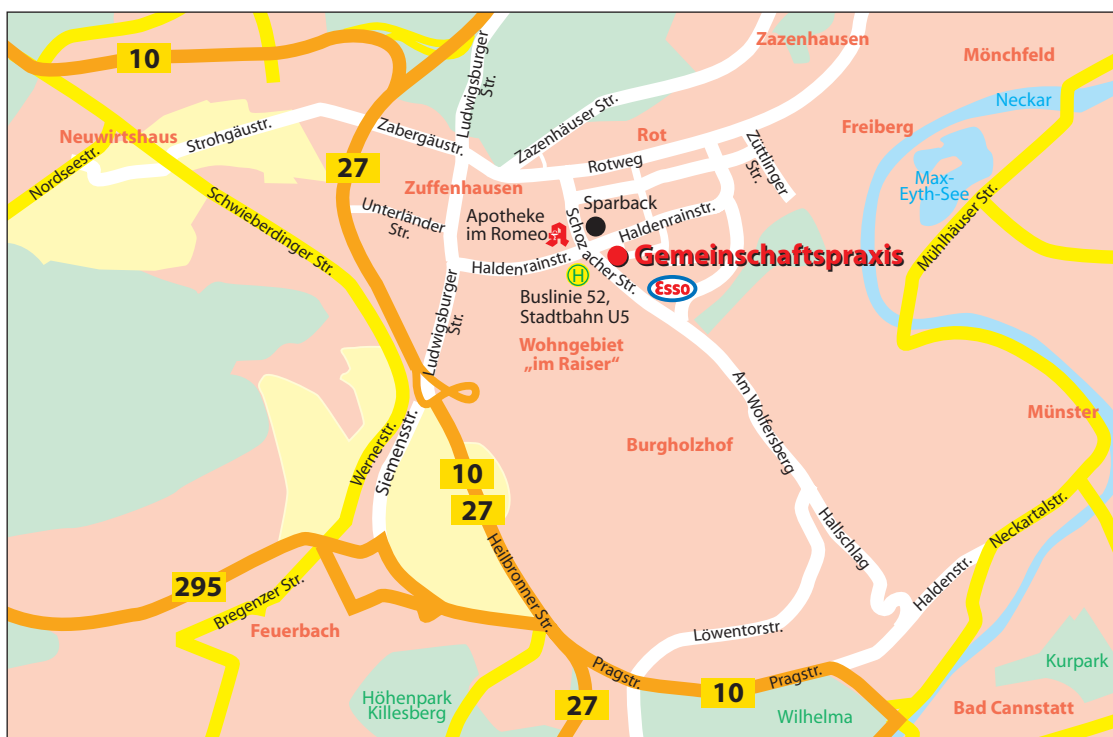 Zazenhausen
Mönchfeld
10
Ludwigsburger
Str.
Neckar
Neuwirtshaus
Strohgäustr.
Zabergäustr.
Zazenhäuser Str.
Rot
Freiberg
Nordseestr.
27
Rotweg
Züttlinger
Str.
Max-
Eyth-See
Zuffenhausen
Schwieberdinger Str.
Unterländer
Str.
Apotheke
im Romeo
Sparback
Schoz
acher Str.
Haldenrainstr.
Mühlhäuser Str.
Haldenrainstr.
H
Gemeinschaftspraxis
Esso
Buslinie 52,
Stadtbahn U5
Ludwigsburger
Str.
Wohngebiet
„im Raiser“
Am Wolfersberg
Münster
Wernerstr.
Siemensstr.
Burgholzhof
10
27
Hallschlag
Neckartalstr.
Heilbronner Str.
295
Bregenzer Str.
Haldenstr.
Feuerbach
Löwentorstr.
Pragstr.
10
Pragstr.
Kurpark
Höhenpark
Killesberg
27
Wilhelma
Bad Cannstatt